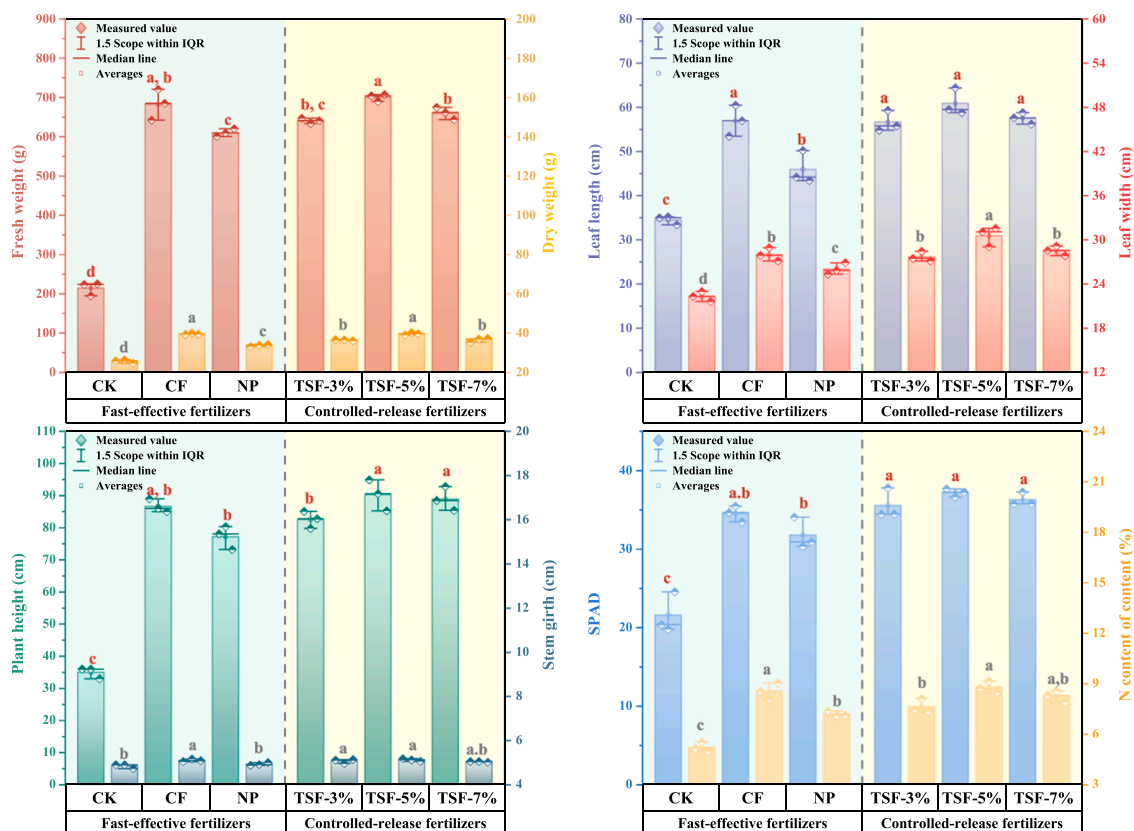 Measured value
1.5 Scope within IQR
Median line
Averages
Fresh weight (g)
900
800
700
600
500
400
300
200
100
0
Dry weight (g)
200
180
160
140
120
100
80
60
40
20
d
d
a, b
a
c
c
b, c
b
a
a
b
b
CK
CF
NP
TSF-3%
TSF-5%
TSF-7%
Fast-effective fertilizers
Controlled-release fertilizers
Measured value
1.5 Scope within IQR
Median line
Averages
Leaf length (cm)
80
70
60
50
40
30
20
10
0
Leaf width (cm)
60
54
48
42
36
30
24
18
12
c
d
a
b
b
c
a
b
a
a
a
b
CK
CF
NP
TSF-3%
TSF-5%
TSF-7%
Fast-effective fertilizers
Controlled-release fertilizers
Measured value
1.5 Scope within IQR
Median line
Averages
Plant height (cm)
110
100
90
80
70
60
50
40
30
20
10
0
Stem girth (cm)
20
18
16
14
12
10
8
6
4
c
b
a, b
a
b
b
b
a
a
a
a
a.b
CK
CF
NP
TSF-3%
TSF-5%
TSF-7%
Fast-effective fertilizers
Controlled-release fertilizers
Measured value
1.5 Scope within IQR
Median line
Averages
SPAD
40
30
20
10
0
N content of content (%)
24
21
18
15
12
9
6
3
c
c
a.b
a
b
b
a
b
a
a
a
a,b
CK
CF
NP
TSF-3%
TSF-5%
TSF-7%
Fast-effective fertilizers
Controlled-release fertilizers